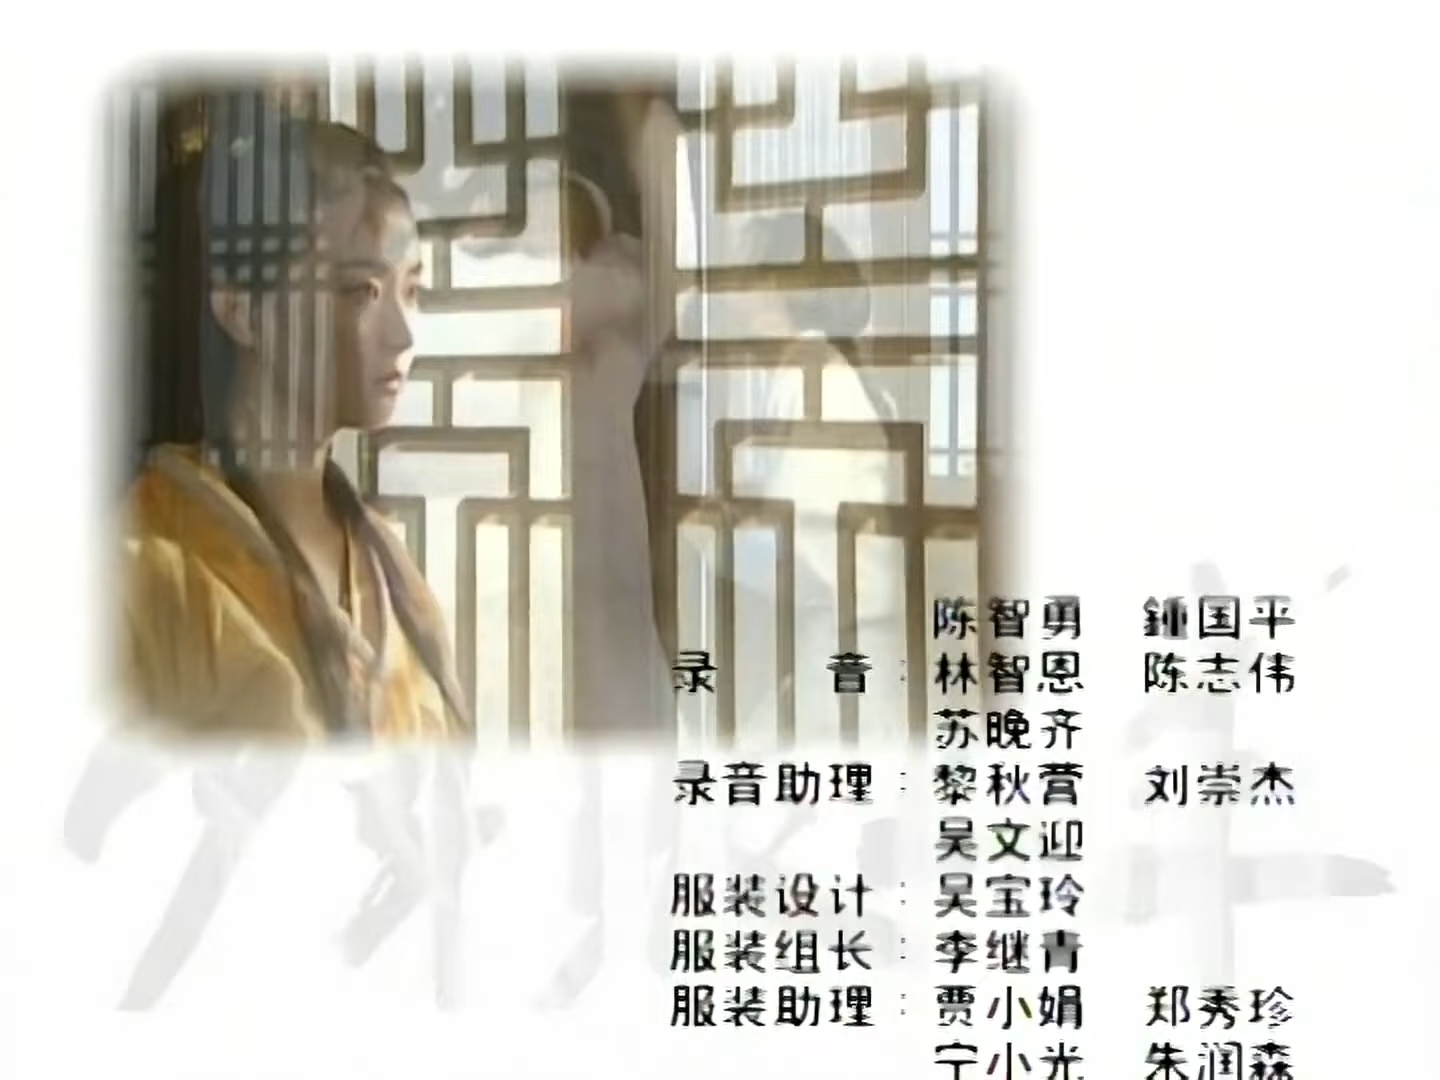 陈智勇 鍾国平
录音：林智恩 陈志伟
苏晚齐
录音助理：黎秋营 刘崇杰
吴文迎
服装设计：吴宝玲
服装组长：李继青
服装助理：贾小娟 郑秀珍
宁小光 朱润森